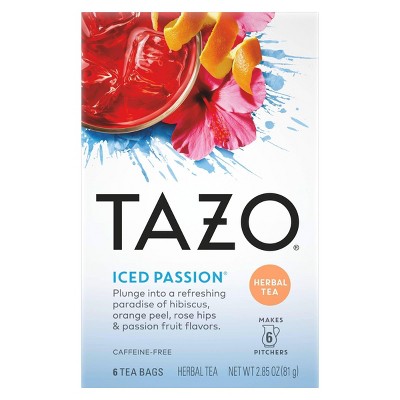 TAZO®
ICED PASSION®
Plunge into a refreshing
paradise of hibiscus,
orange peel, rose hips
& passion fruit flavors.
HERBAL
TEA
CAFFEINE-FREE
MAKES
6
PITCHERS
6 TEA BAGS HERBAL TEA NET WT 2.85 OZ (81 g)